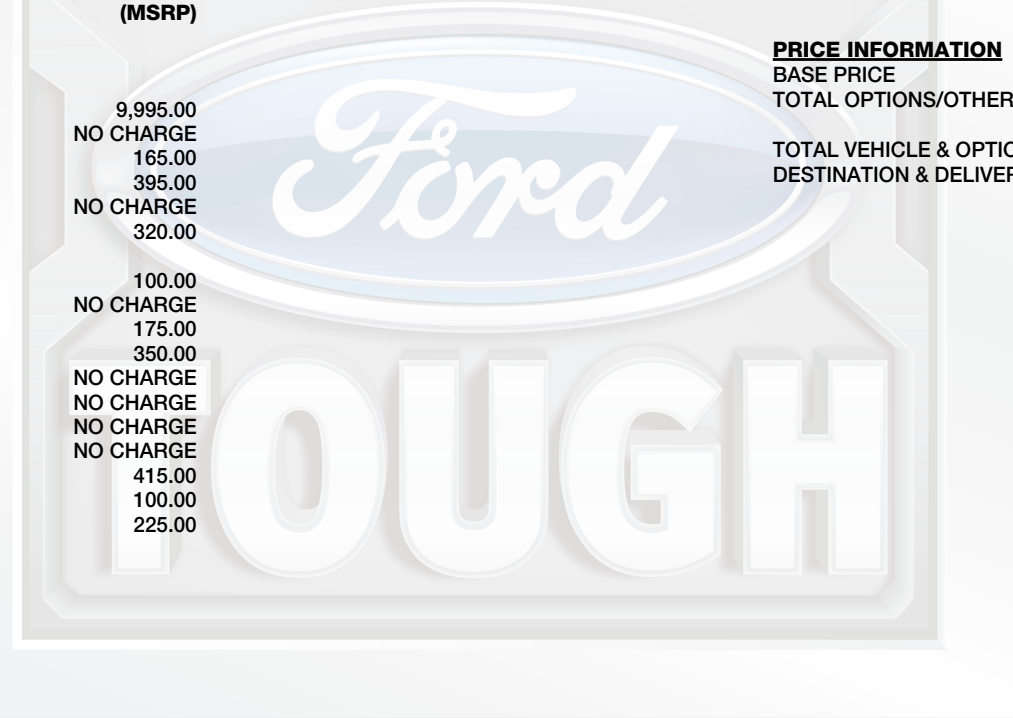 (MSRP)
9,995.00
NO CHARGE
165.00
395.00
NO CHARGE
320.00
100.00
NO CHARGE
175.00
350.00
NO CHARGE
NO CHARGE
NO CHARGE
NO CHARGE
415.00
100.00
225.00
PRICE INFORMATION
BASE PRICE
TOTAL OPTIONS/OTHER
TOTAL VEHICLE & OPTIO
DESTINATION & DELIVER
Ford
TOUGH